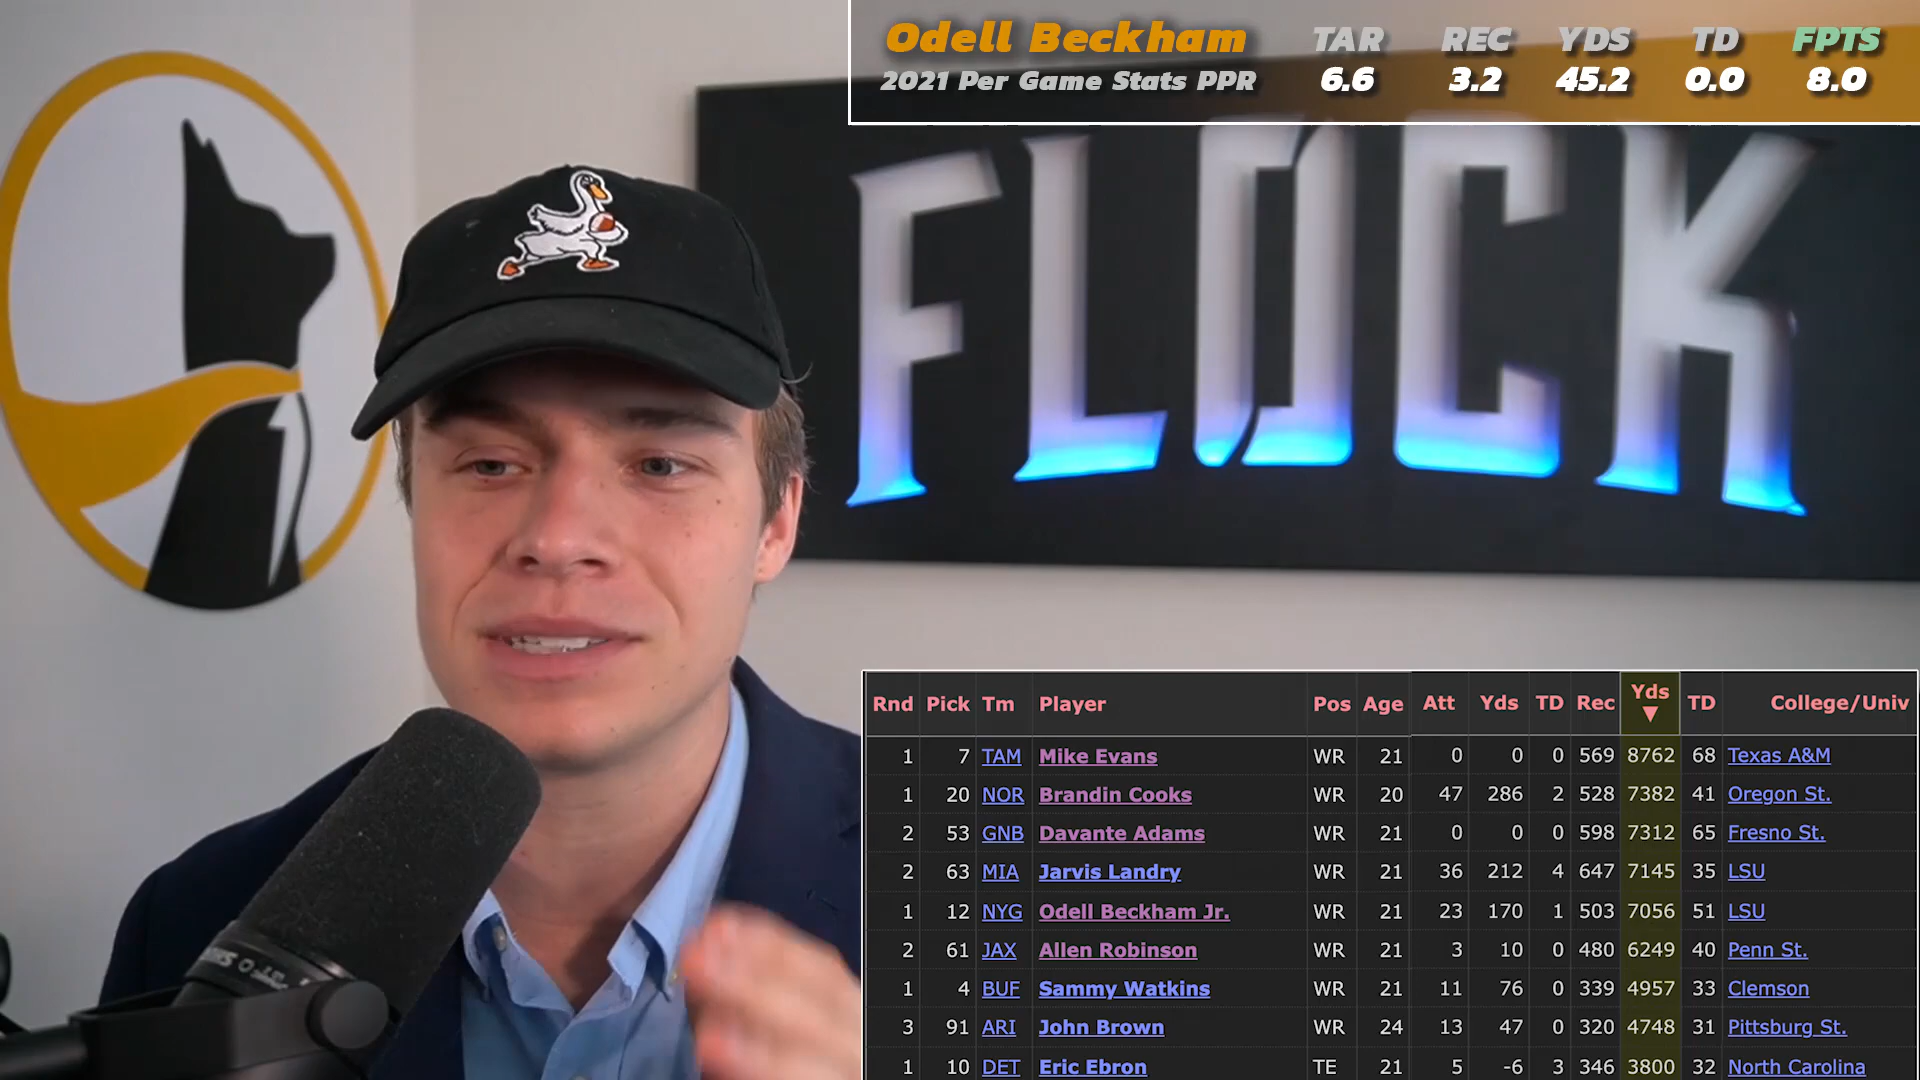 Odell Beckham TAR REC YDS TD FPTS
2021 Per Game Stats PPR 6.6 3.2 45.2 0.0 8.0
FLOCK
Rnd Pick Tm Player Pos Age Att Yds TD Rec Yds ▼ TD College/Univ
1 7 TAM Mike Evans WR 21 0 0 0 569 8762 68 Texas A&M
1 20 NOR Brandin Cooks WR 20 47 286 2 528 7382 41 Oregon St.
2 53 GNB Davante Adams WR 21 0 0 0 598 7312 65 Fresno St.
2 63 MIA Jarvis Landry WR 21 36 212 4 647 7145 35 LSU
1 12 NYG Odell Beckham Jr. WR 21 23 170 1 503 7056 51 LSU
2 61 JAX Allen Robinson WR 21 3 10 0 480 6249 40 Penn St.
1 4 BUF Sammy Watkins WR 21 11 76 0 339 4957 33 Clemson
3 91 ARI John Brown WR 24 13 47 0 320 4748 31 Pittsburg St.
1 10 DET Eric Ebron TE 21 5 -6 3 346 3800 32 North Carolina